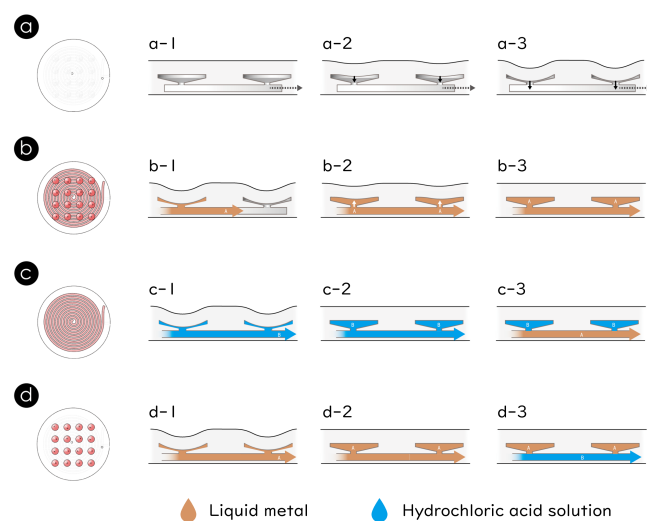 a
a-1 a-2 a-3
b
b-1 b-2 b-3
A A A A A
c
c-1 c-2 c-3
B B B B B
B A
d
d-1 d-2 d-3
A A A A
A B
Liquid metal Hydrochloric acid solution